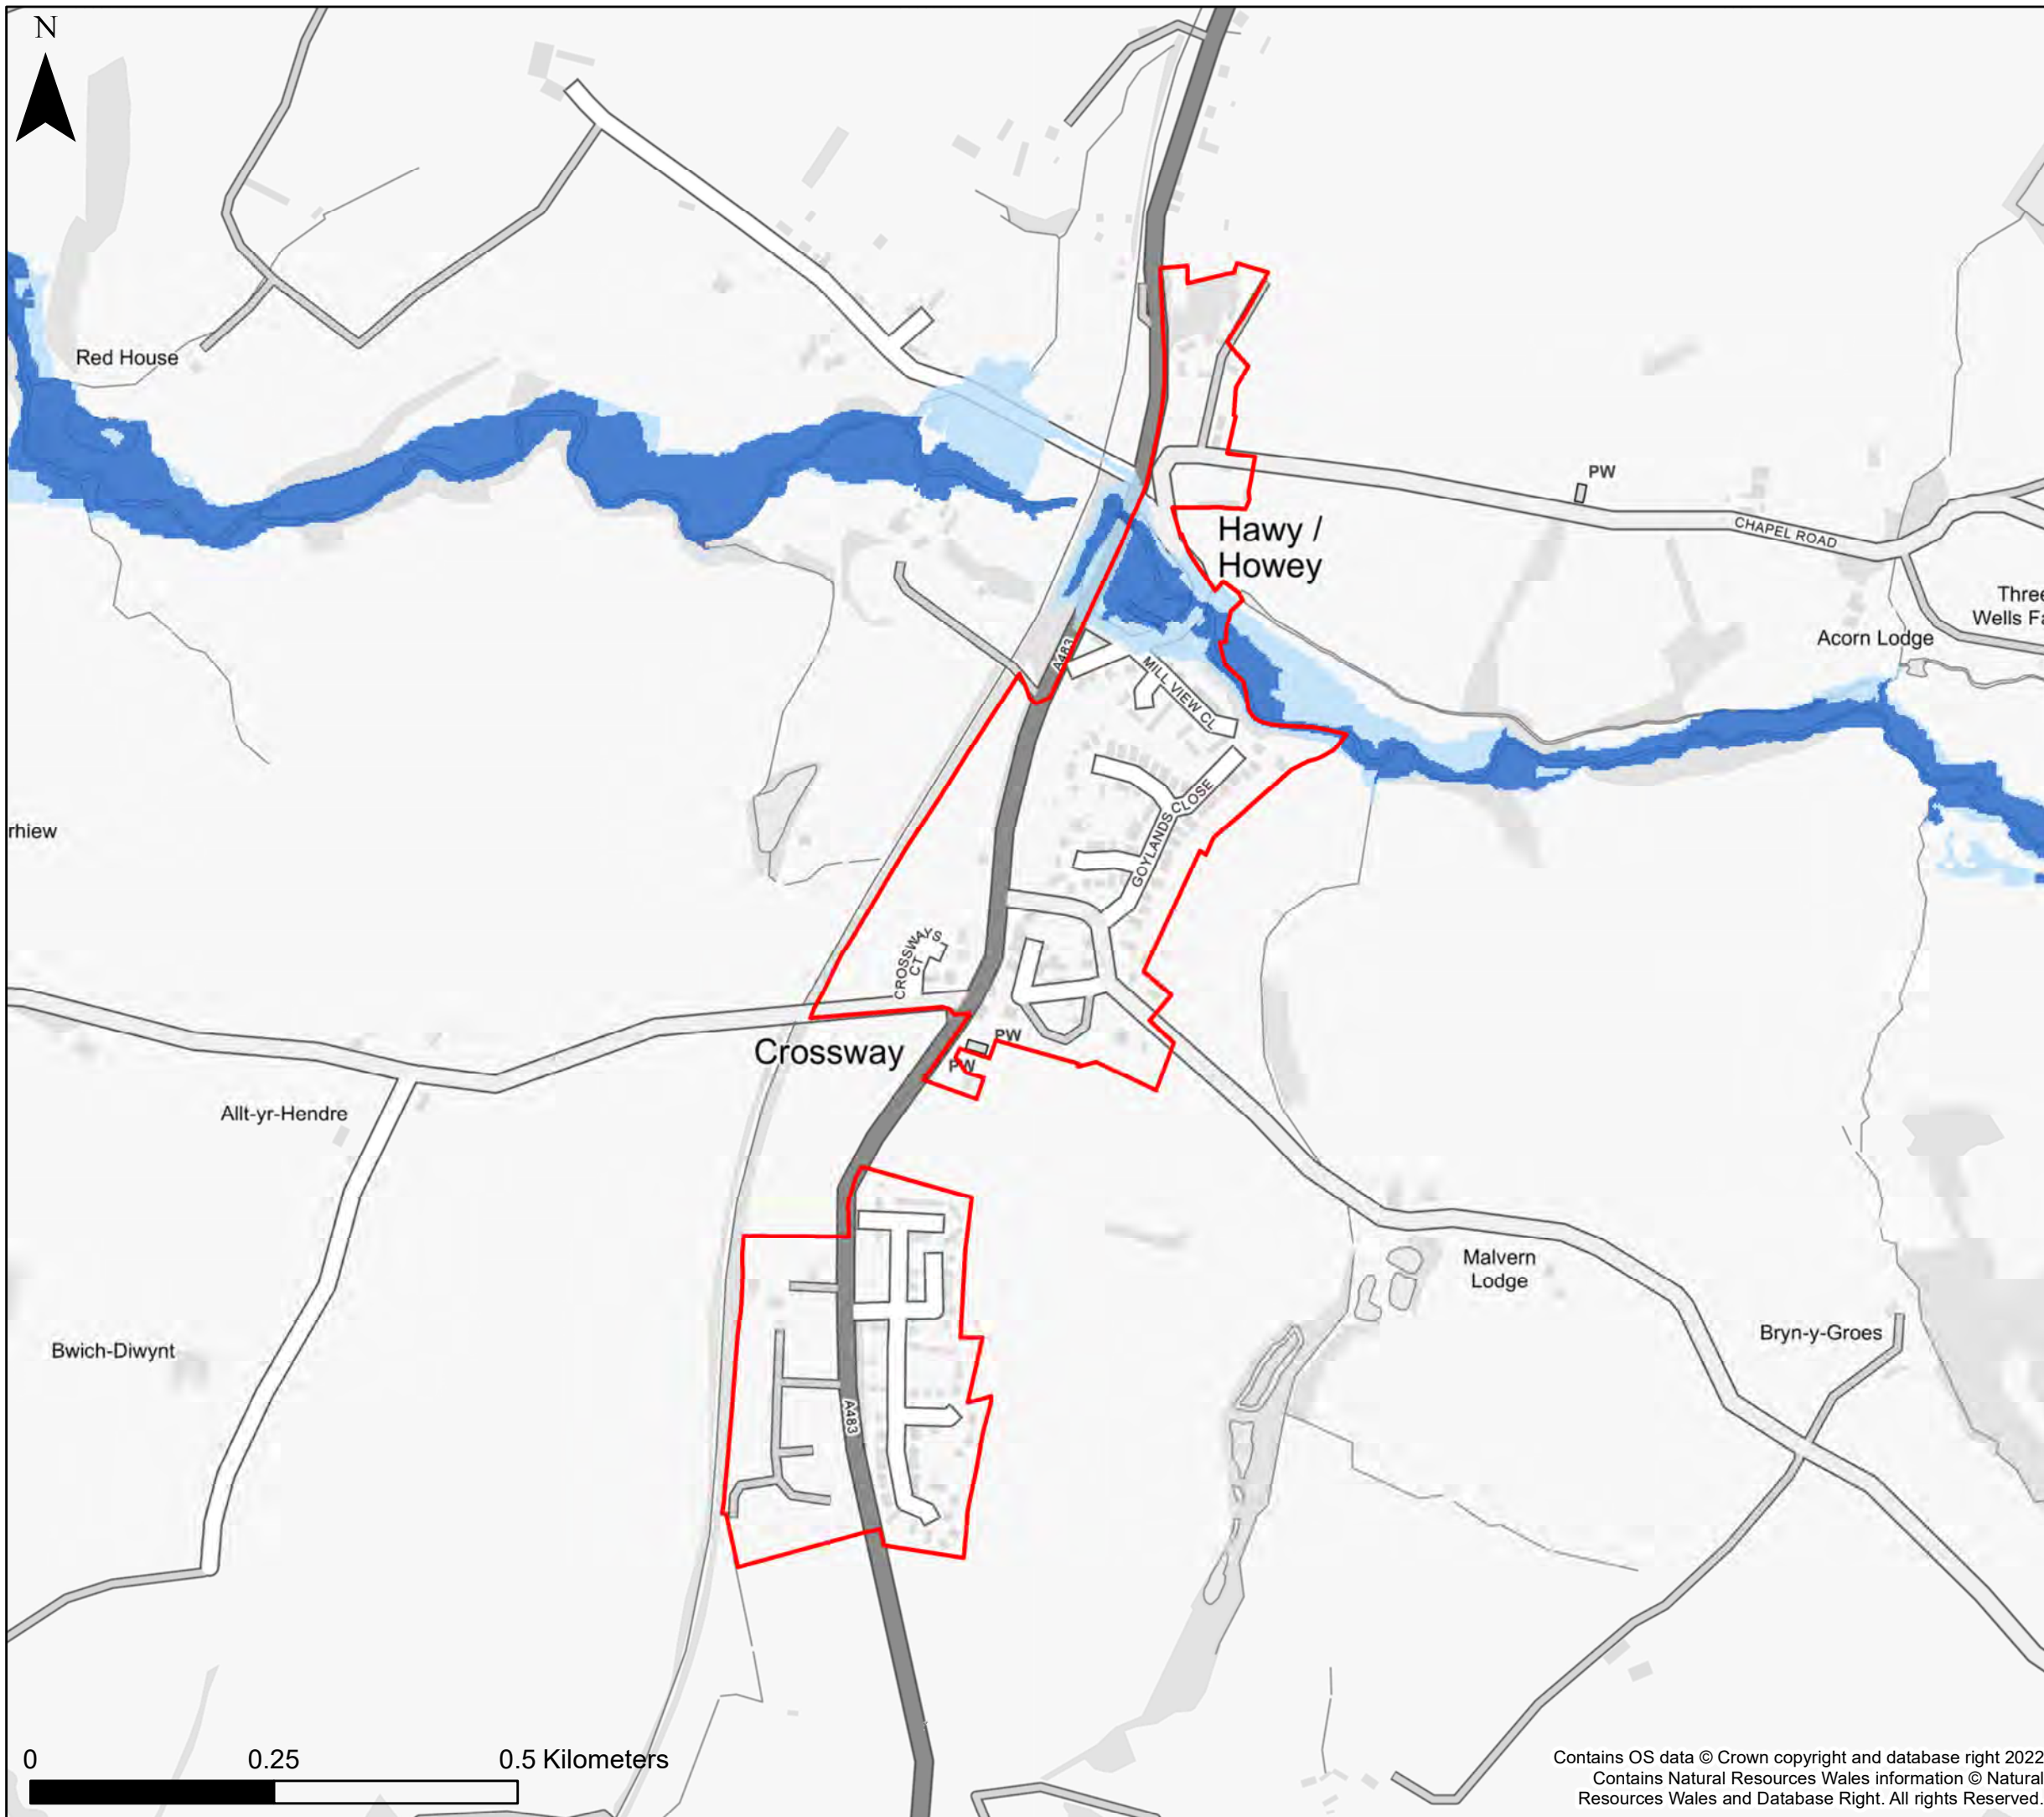 N
Red House
PW
Hawy /
Howey
CHAPEL ROAD
Three
Wells Fa
Acorn Lodge
A483
MILL VIEW CL
rhiew
GOYLANDS CLOSE
CROSSWAYS
CT
PW
Crossway
PW
Allt-yr-Hendre
Malvern
Lodge
Bryn-y-Groes
Bwich-Diwynt
A483
0 0.25 0.5 Kilometers
Contains OS data © Crown copyright and database right 2022
Contains Natural Resources Wales information © Natural
Resources Wales and Database Right. All rights Reserved.